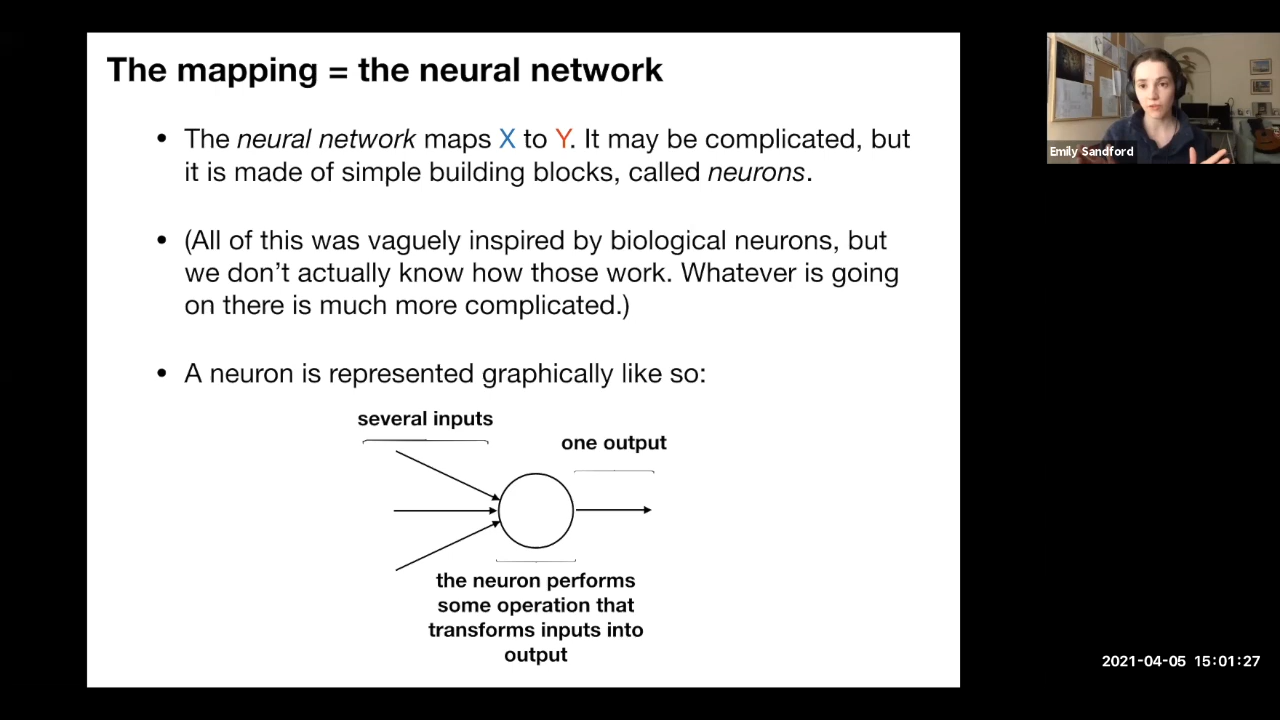 The mapping = the neural network
• The neural network maps X to Y. It may be complicated, but
it is made of simple building blocks, called neurons.
• (All of this was vaguely inspired by biological neurons, but
we don’t actually know how those work. Whatever is going
on there is much more complicated.)
• A neuron is represented graphically like so:
several inputs
one output
the neuron performs
some operation that
transforms inputs into
output
Emily Sandford
2021-04-05 15:01:27